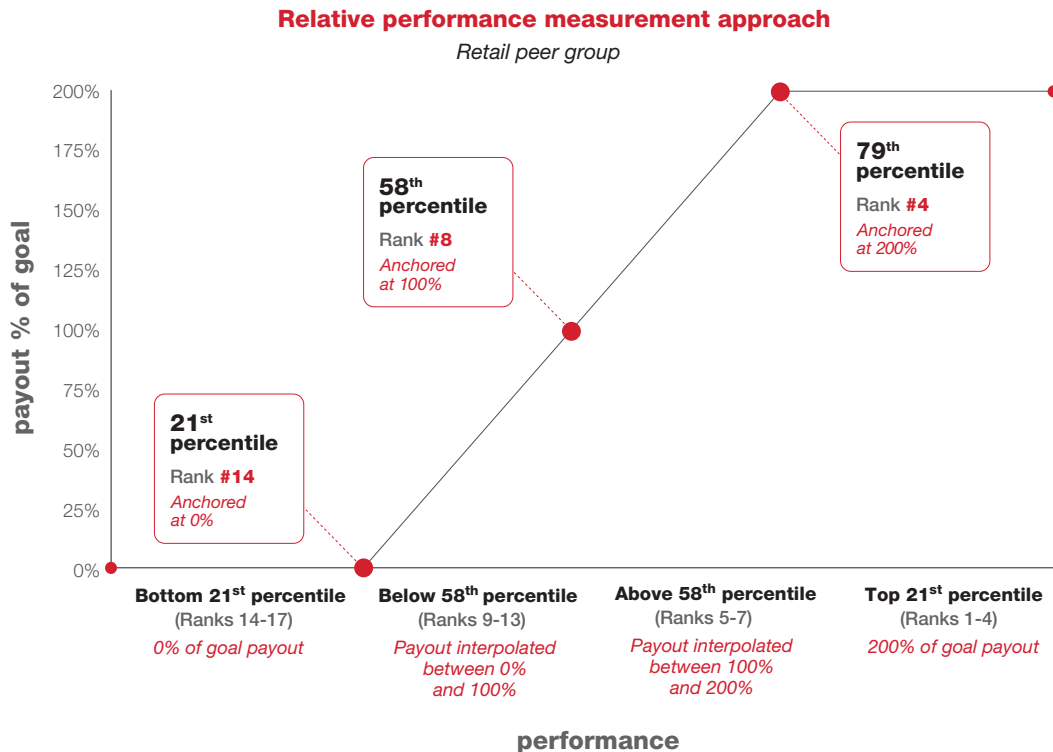 Relative performance measurement approach
Retail peer group
payout % of goal
200%
175%
150%
125%
100%
75%
50%
25%
0%
21st
percentile
Rank #14
Anchored
at 0%
58th
percentile
Rank #8
Anchored
at 100%
79th
percentile
Rank #4
Anchored
at 200%
Bottom 21st percentile
(Ranks 14-17)
0% of goal payout
Below 58th percentile
(Ranks 9-13)
Payout interpolated
between 0%
and 100%
Above 58th percentile
(Ranks 5-7)
Payout interpolated
between 100%
and 200%
Top 21st percentile
(Ranks 1-4)
200% of goal payout
performance